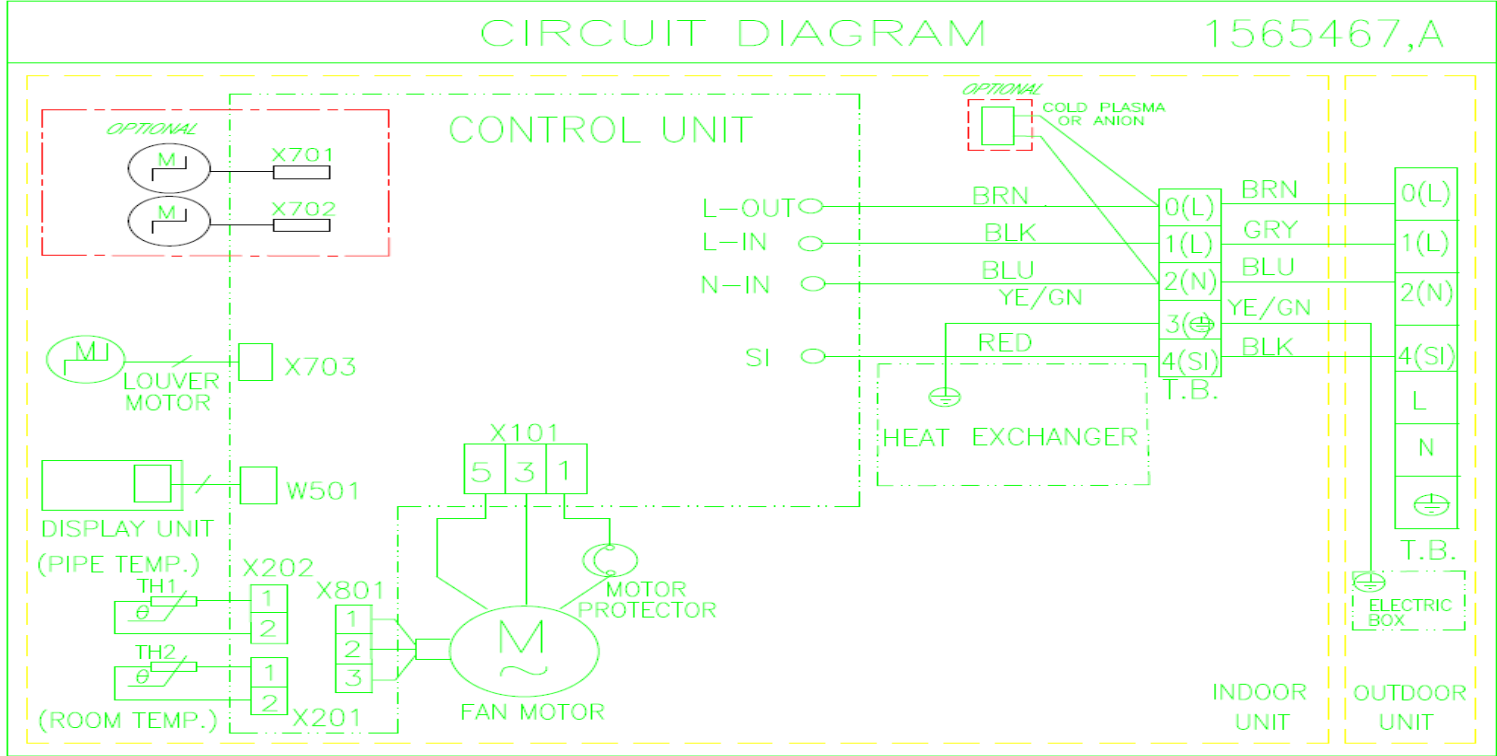 CIRCUIT DIAGRAM 1565467,A
OPTIONAL
M X701
M X702
CONTROL UNIT
OPTIONAL
COLD PLASMA
OR ANION
L-OUT BRN 0(L) BRN 0(L)
L-IN BLK 1(L) GRY 1(L)
N-IN BLU 2(N) BLU 2(N)
YE/GN 3 YE/GN
SI RED 4(SI) BLK 4(SI)
T.B.
L
N
T.B.
HEAT EXCHANGER
M X703
LOUVER
MOTOR
X101
5 3 1
W501
DISPLAY UNIT
(PIPE TEMP.)
TH1
θ
X202
1
2
TH2
θ
1
2
X201
(ROOM TEMP.)
X801
1
2
3
MOTOR
PROTECTOR
M
~
FAN MOTOR
ELECTRIC
BOX
INDOOR
UNIT
OUTDOOR
UNIT